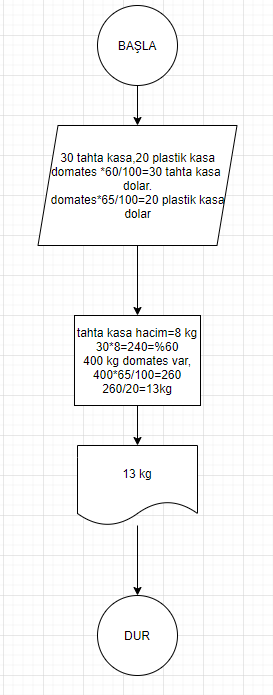 BAŞLA
30 tahta kasa,20 plastik kasa
domates *60/100=30 tahta kasa
dolar.
domates*65/100=20 plastik kasa
dolar
tahta kasa hacim=8 kg
30*8=240=%60
400 kg domates var,
400*65/100=260
260/20=13kg
13 kg
DUR